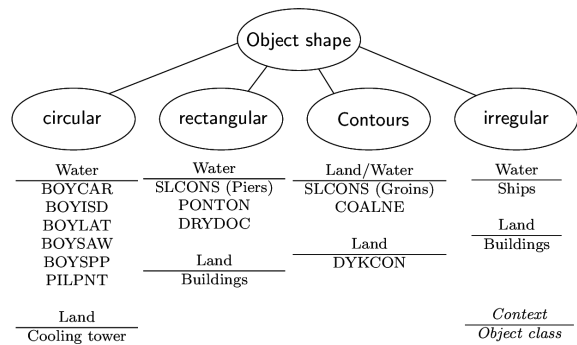 Object shape
circular
rectangular
Contours
irregular
Water
BOYCAR
BOYISD
BOYLAT
BOYSAW
BOYSPP
PILPNT
Land
Cooling tower
Water
SLCONS (Piers)
PONTON
DRYDOC
Land
Buildings
Land/Water
SLCONS (Groins)
COALNE
Land
DYKCON
Water
Ships
Land
Buildings
Context
Object class